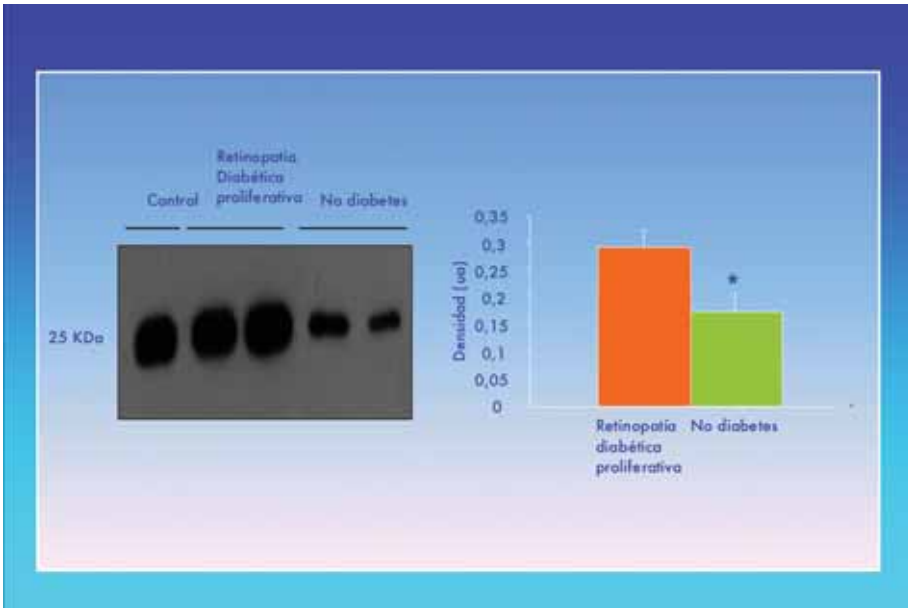 Control
Retinopatía
Diabética
proliferativa
No diabetes
25 KDa
Densidad (ua)
0,35
0,3
0,25
0,2
0,15
0,1
0,05
0
*
Retinopatía
diabética
proliferativa
No diabetes